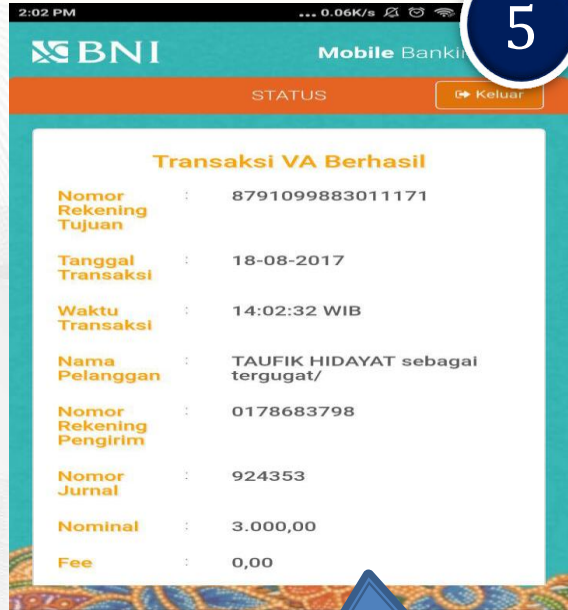 2:02 PM ... 0.06K/s
5
BNI Mobile
STATUS Keluar
Transaksi VA Berhasil
Nomor Rekening Tujuan : 8791099883011171
Tanggal Transaksi : 18-08-2017
Waktu Transaksi : 14:02:32 WIB
Nama Pelanggan : TAUFIK HIDAYAT sebagai tergugat/
Nomor Rekening Pengirim : 0178683798
Nomor Jurnal : 924353
Nominal : 3.000,00
Fee : 0,00